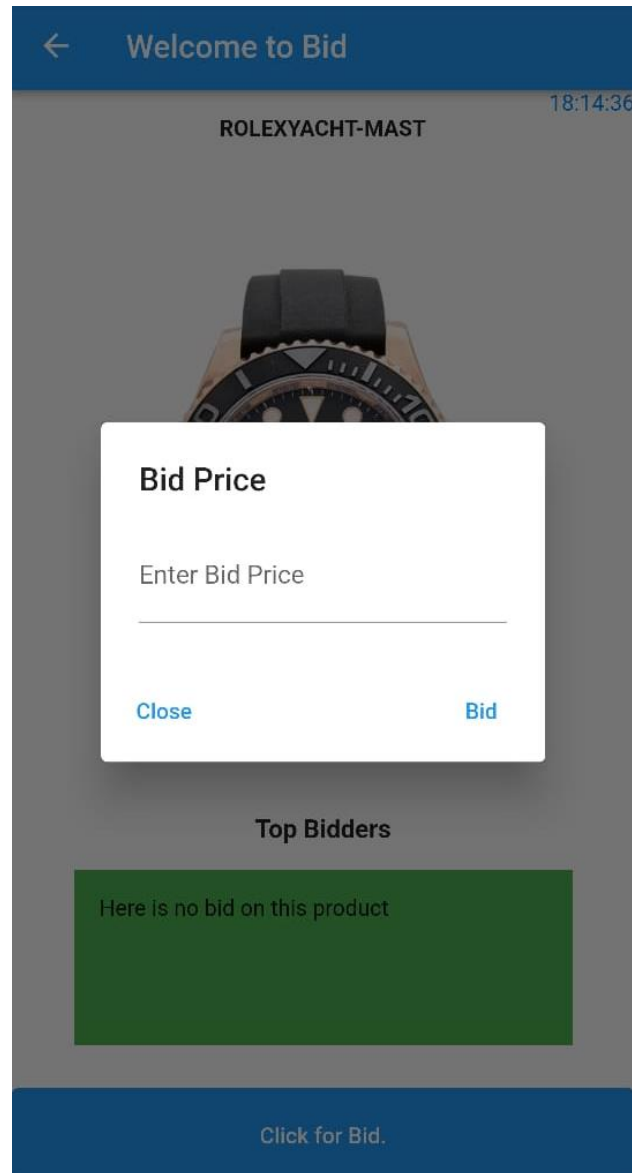 Welcome to Bid
18:14:36
ROLEXYACHT-MAST
10
Bid Price
Enter Bid Price
Close
Bid
Top Bidders
Here is no bid on this product
Click for Bid.